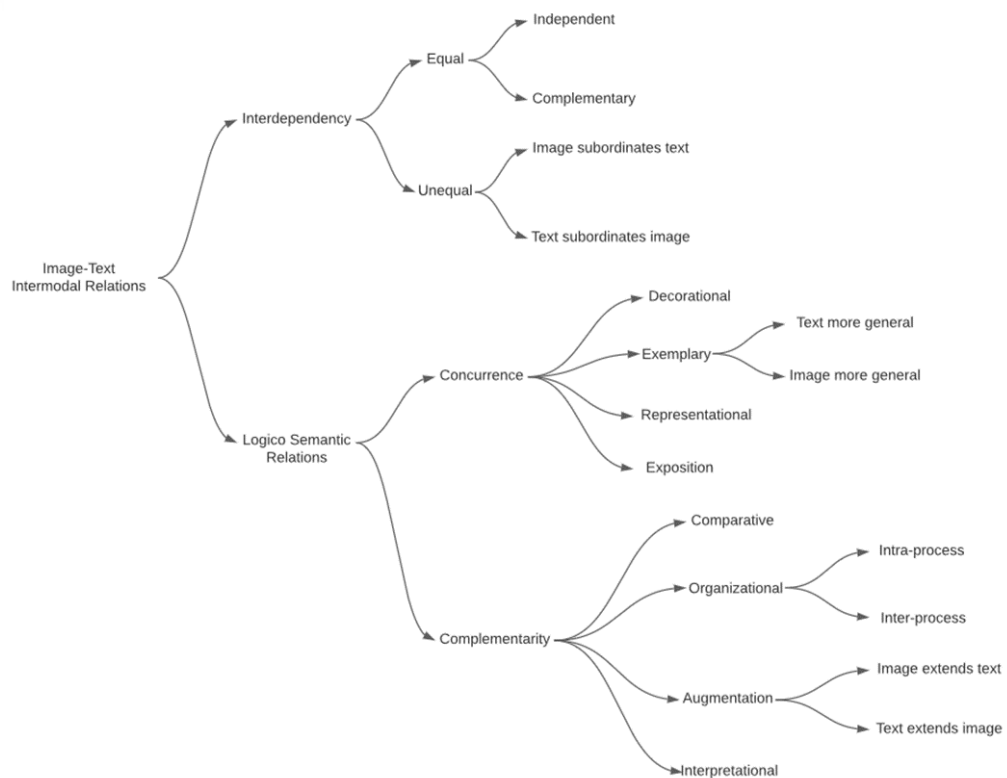 Independent
Equal
Complementary
Interdependency
Image subordinates text
Unequal
Text subordinates image
Image-Text
Intermodal Relations
Decorational
Text more general
Exemplary
Image more general
Concurrence
Representational
Logico Semantic
Relations
Exposition
Comparative
Intra-process
Organizational
Inter-process
Complementarity
Image extends text
Augmentation
Text extends image
Interpretational